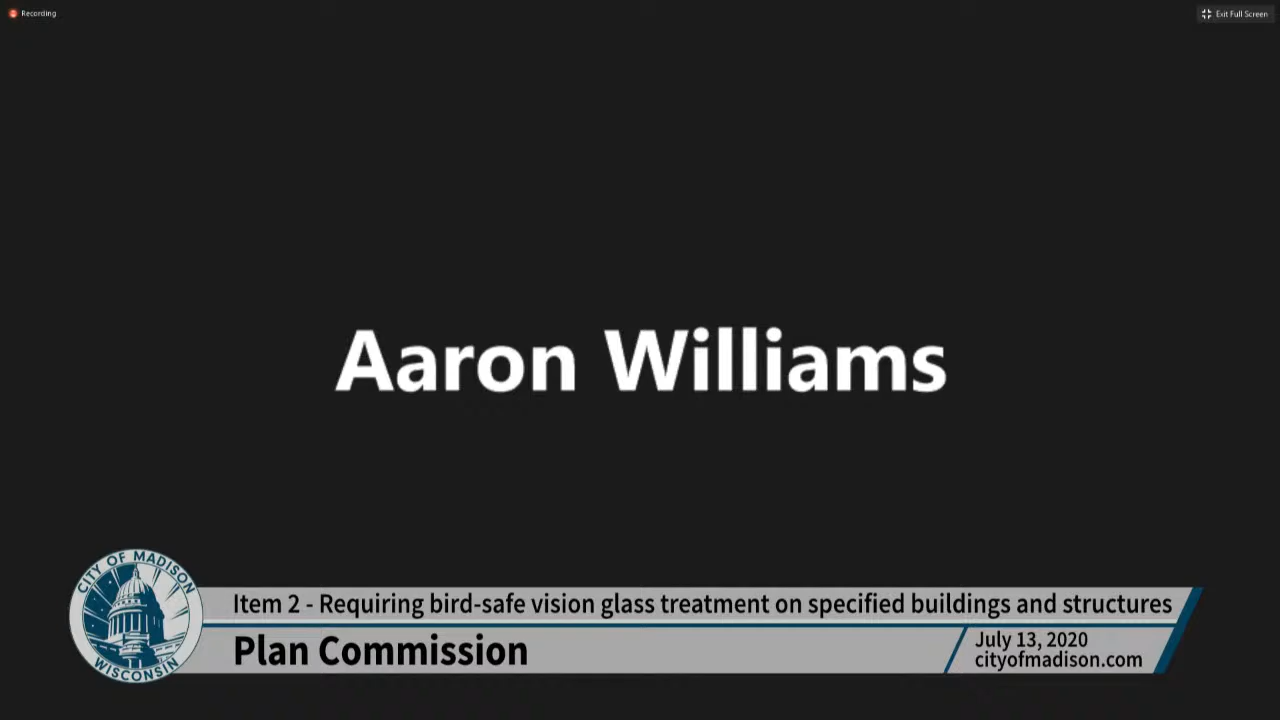 Recording
Exit Full Screen
Aaron Williams
CITY OF MADISON
WISCONSIN
Item 2 - Requiring bird-safe vision glass treatment on specified buildings and structures
Plan Commission
July 13, 2020
cityofmadison.com